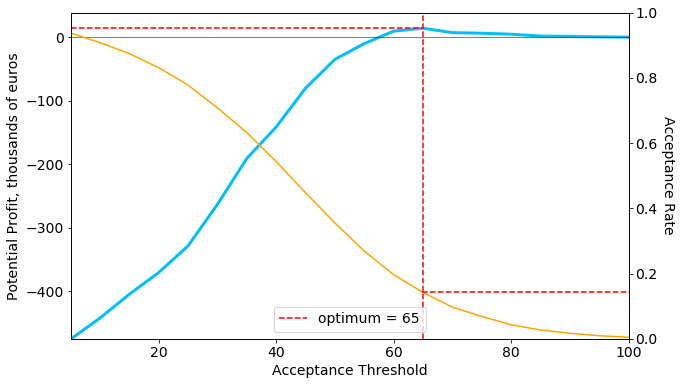 0
−100
−200
−300
−400
Potential Profit, thousands of euros
1.0
0.8
0.6
0.4
0.2
0.0
Acceptance Rate
optimum = 65
20 40 60 80 100
Acceptance Threshold